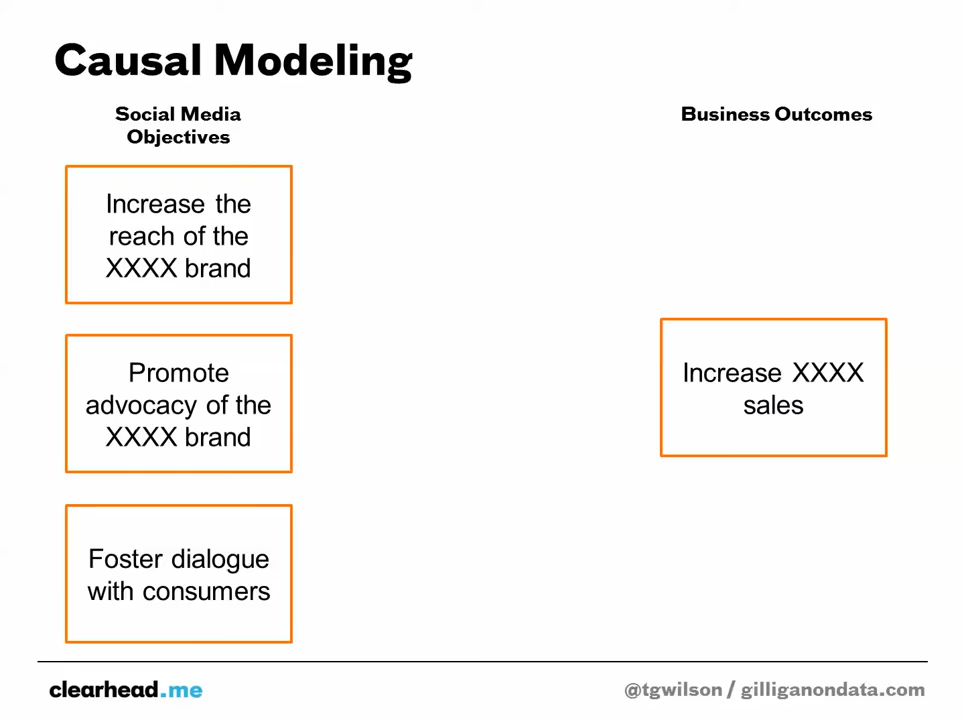 Causal Modeling
Social Media
Objectives
Business Outcomes
Increase the
reach of the
XXXX brand
Promote
advocacy of the
XXXX brand
Increase XXXX
sales
Foster dialogue
with consumers
clearhead.me
@tgwilson / gilliganondata.com